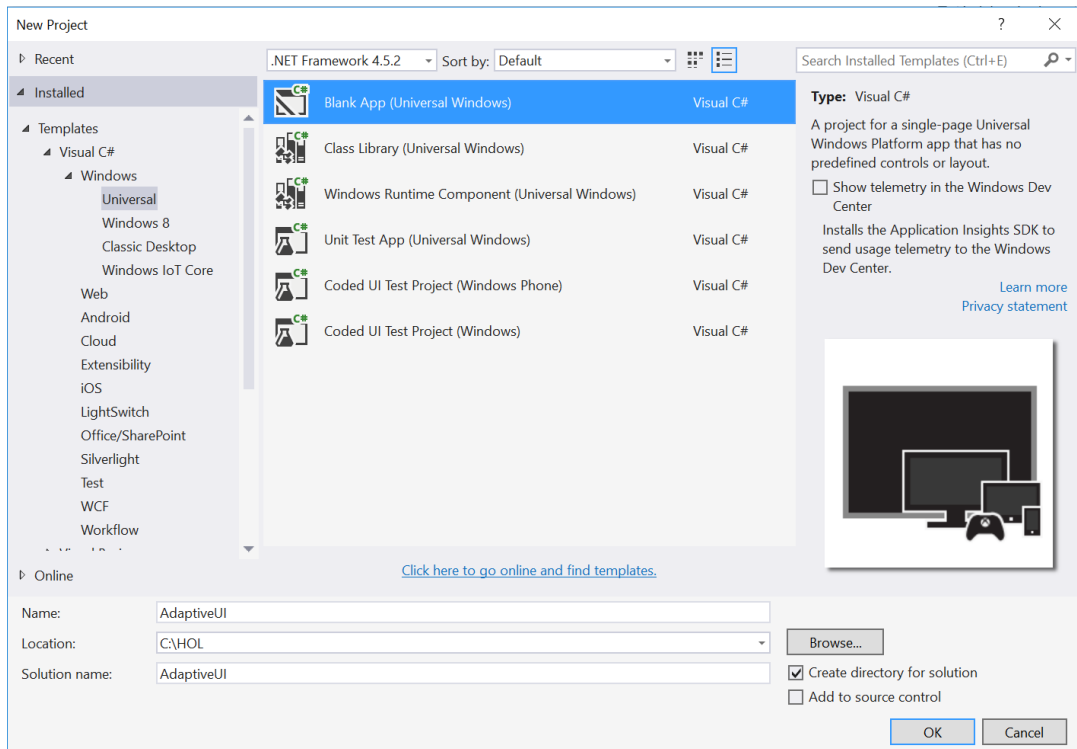 New Project
?
Recent
.NET Framework 4.5.2
Sort by:
Default
Search Installed Templates (Ctrl+E)
Installed
Templates
Visual C#
Windows
Universal
Windows 8
Classic Desktop
Windows IoT Core
Web
Android
Cloud
Extensibility
iOS
LightSwitch
Office/SharePoint
Silverlight
Test
WCF
Workflow
Online
C#
Blank App (Universal Windows)
Visual C#
C#
Class Library (Universal Windows)
Visual C#
C#
Windows Runtime Component (Universal Windows)
Visual C#
C#
Unit Test App (Universal Windows)
Visual C#
C#
Coded UI Test Project (Windows Phone)
Visual C#
C#
Coded UI Test Project (Windows)
Visual C#
Click here to go online and find templates.
Type: Visual C#
A project for a single-page Universal
Windows Platform app that has no
predefined controls or layout.
Show telemetry in the Windows Dev
Center
Installs the Application Insights SDK to
send usage telemetry to the Windows
Dev Center.
Learn more
Privacy statement
Name:
AdaptiveUI
Location:
C:\HOL
Browse...
Solution name:
AdaptiveUI
Create directory for solution
Add to source control
OK
Cancel